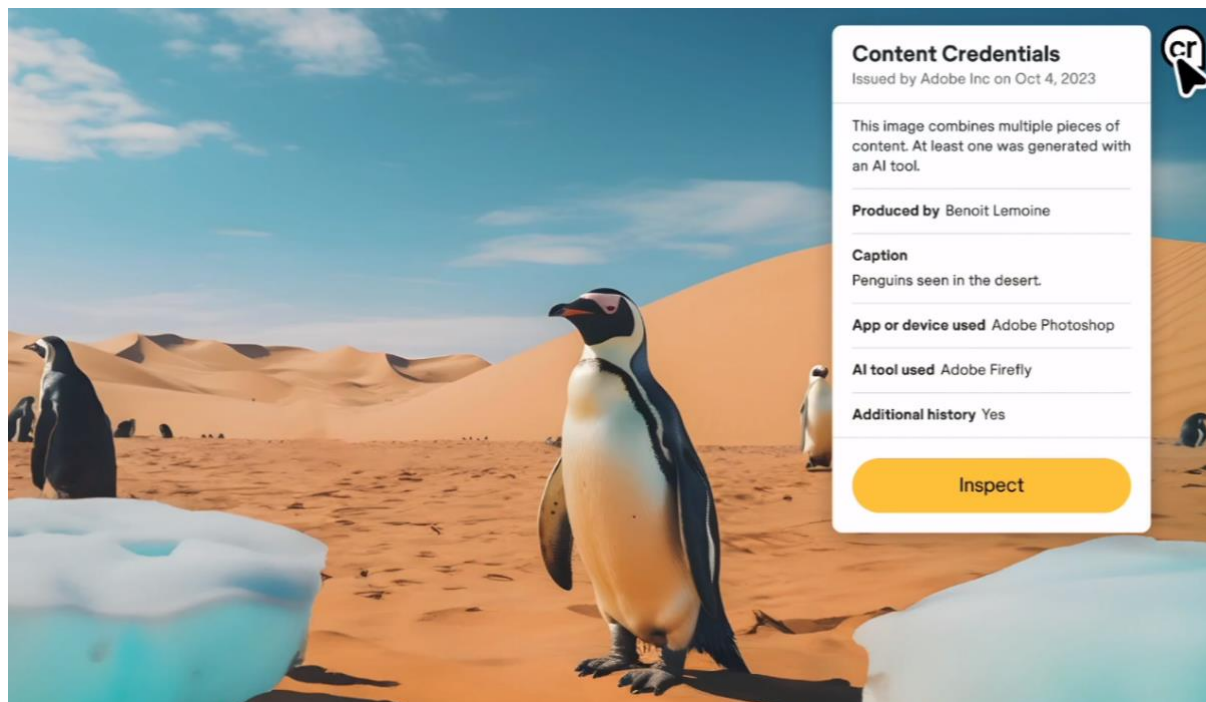 Content Credentials
Issued by Adobe Inc on Oct 4, 2023
This image combines multiple pieces of
content. At least one was generated with
an AI tool.
Produced by Benoit Lemoine
Caption
Penguins seen in the desert.
App or device used Adobe Photoshop
AI tool used Adobe Firefly
Additional history Yes
Inspect
cr